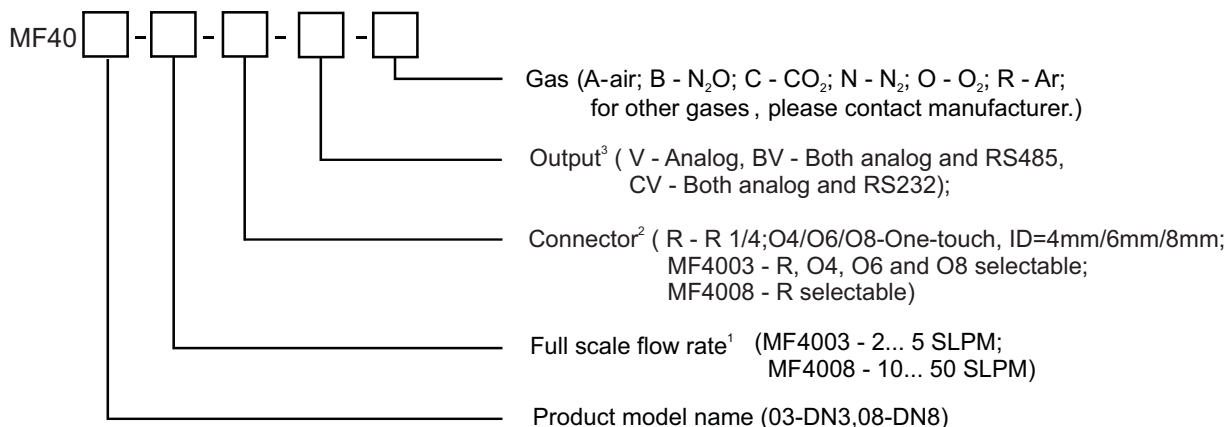 MF40 - - - -
Gas (A-air; B - N₂O; C - CO₂; N - N₂; O - O₂; R - Ar;
for other gases , please contact manufacturer.)
Output³ ( V - Analog, BV - Both analog and RS485,
CV - Both analog and RS232);
Connector² ( R - R 1/4;O4/O6/O8-One-touch, ID=4mm/6mm/8mm;
MF4003 - R, O4, O6 and O8 selectable;
MF4008 - R selectable)
Full scale flow rate¹ (MF4003 - 2... 5 SLPM;
MF4008 - 10... 50 SLPM)
Product model name (03-DN3,08-DN8)